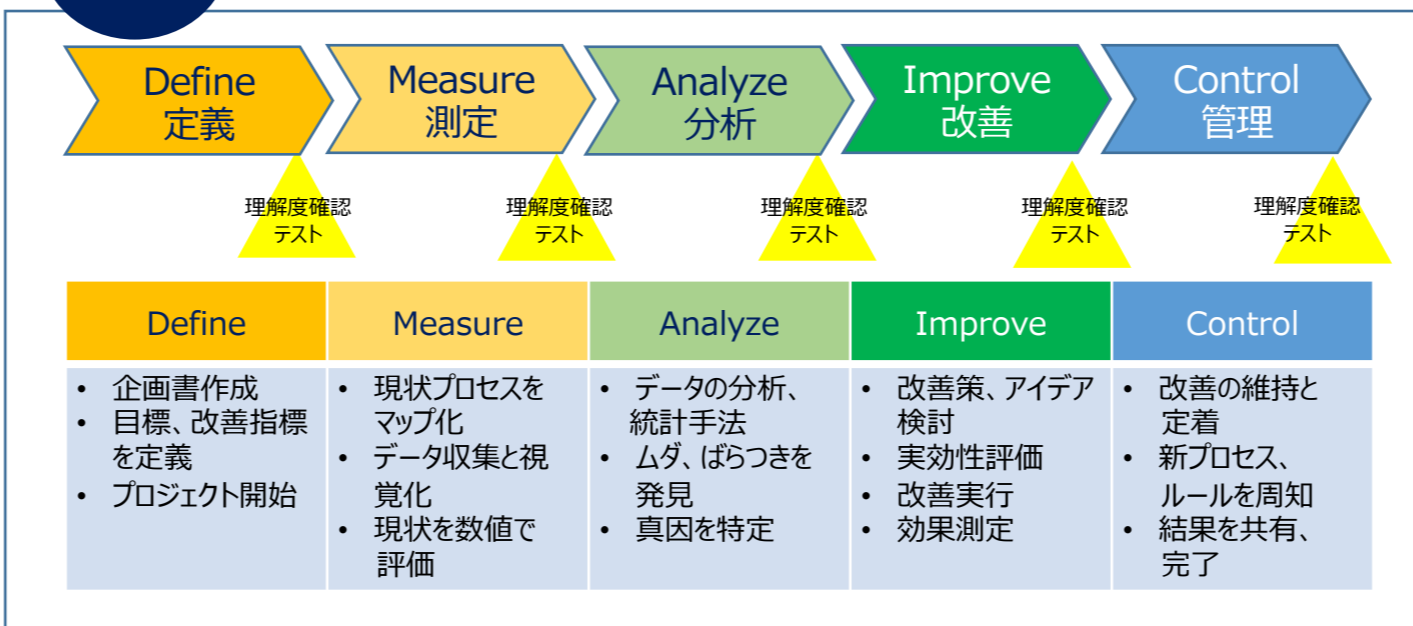 Define
定義
Measure
測定
Analyze
分析
Improve
改善
Control
管理
理解度確認
テスト
理解度確認
テスト
理解度確認
テスト
理解度確認
テスト
理解度確認
テスト
Define
Measure
Analyze
Improve
Control
• 企画書作成
• 目標、改善指標
を定義
• プロジェクト開始
• 現状プロセスを
マップ化
• データ収集と視
覚化
• 現状を数値で
評価
• データの分析、
統計手法
• ムダ、ばらつきを
発見
• 真因を特定
• 改善策、アイデア
検討
• 実効性評価
• 改善実行
• 効果測定
• 改善の維持と
定着
• 新プロセス、
ルールを周知
• 結果を共有、
完了